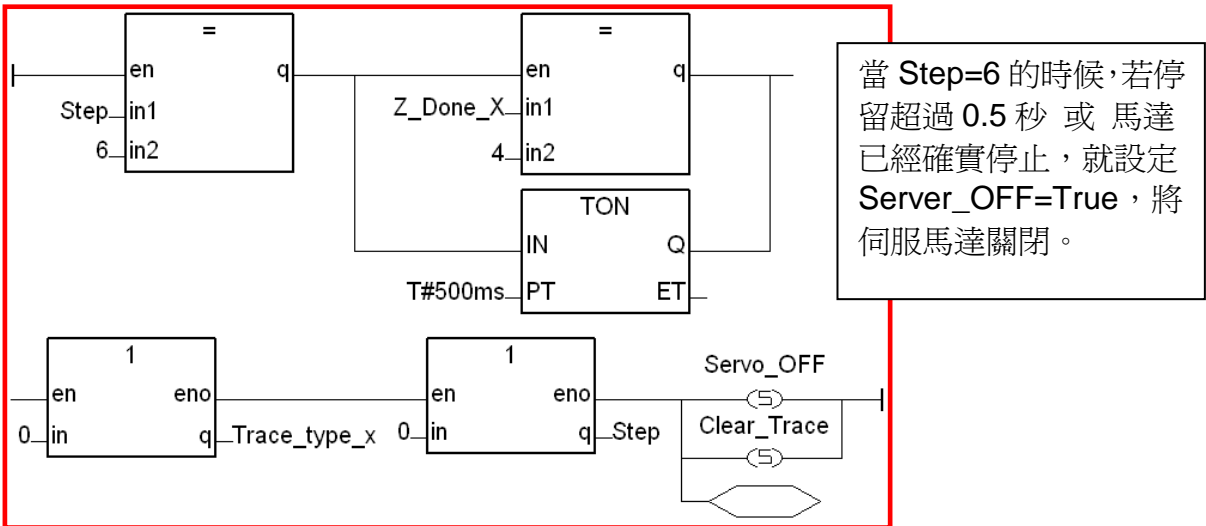 =
en q
Step in1
6 in2
=
en q
Z_Done_X in1
4 in2
TON
IN Q
T#500ms PT ET
當 Step=6 的時候,若停
留超過 0.5 秒 或 馬達
已經確實停止,就設定
Server_OFF=True,將
伺服馬達關閉。
1
en eno
0 in q Trace_type_x
1
en eno
0 in q Step
Servo_OFF
S
Clear_Trace
S